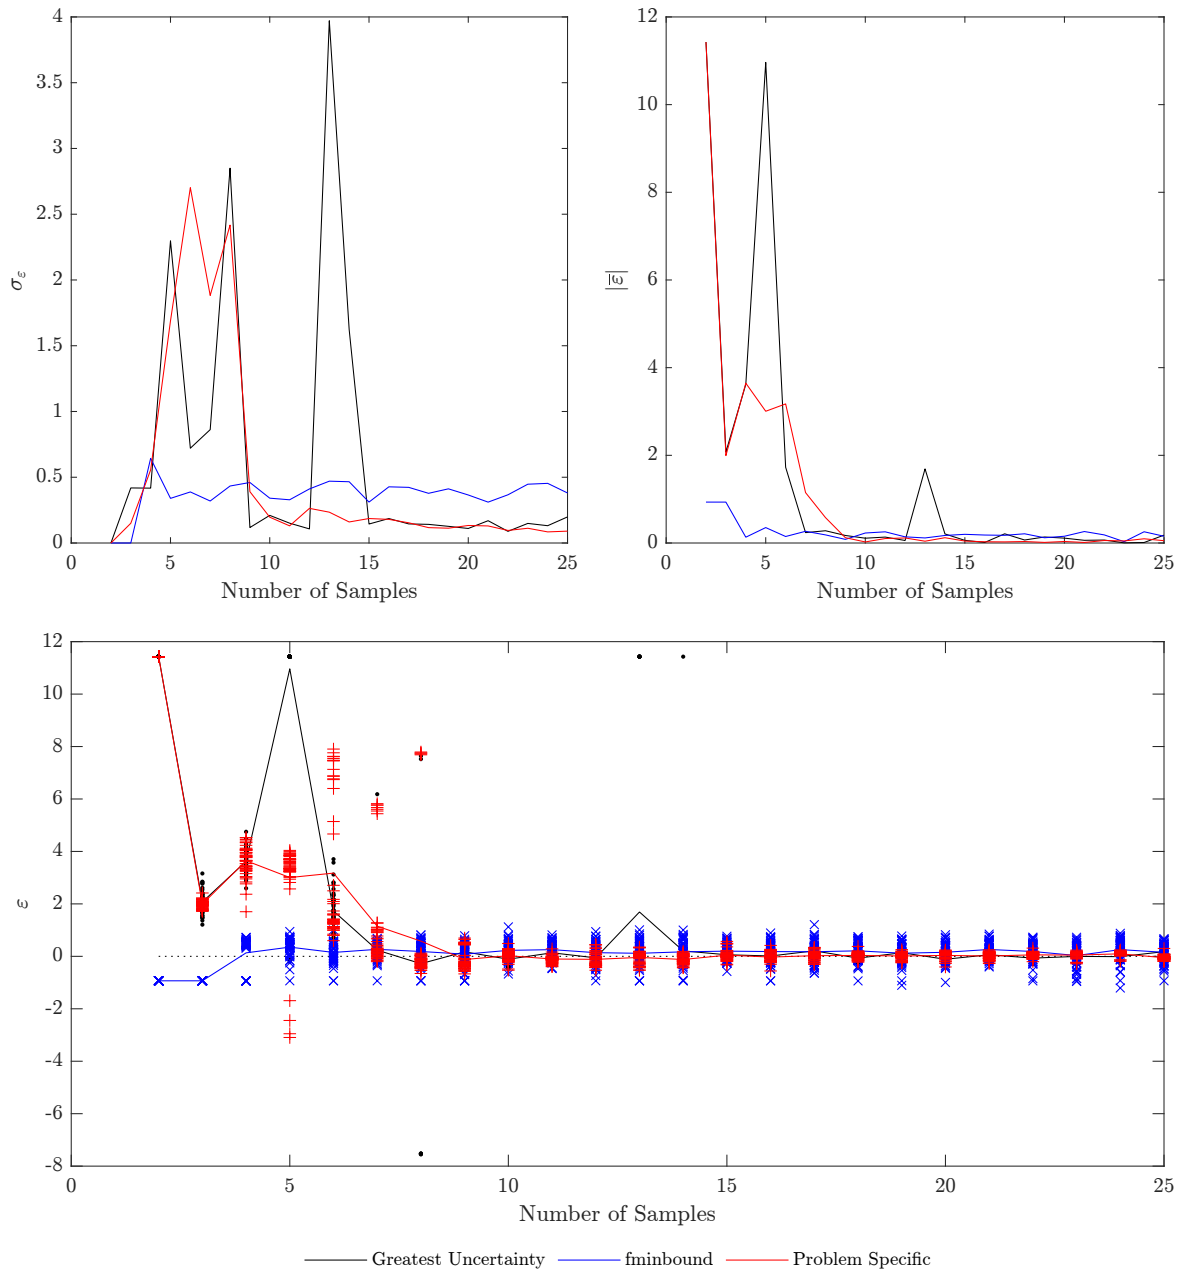 4
3.5
3
2.5
2
1.5
1
0.5
0
σε
0 5 10 15 20 25
Number of Samples
12
10
8
6
4
2
0
|ε̅|
0 5 10 15 20 25
Number of Samples
12
10
8
6
4
2
0
-2
-4
-6
-8
ε
0 5 10 15 20 25
Number of Samples
Greatest Uncertainty fminbound Problem Specific